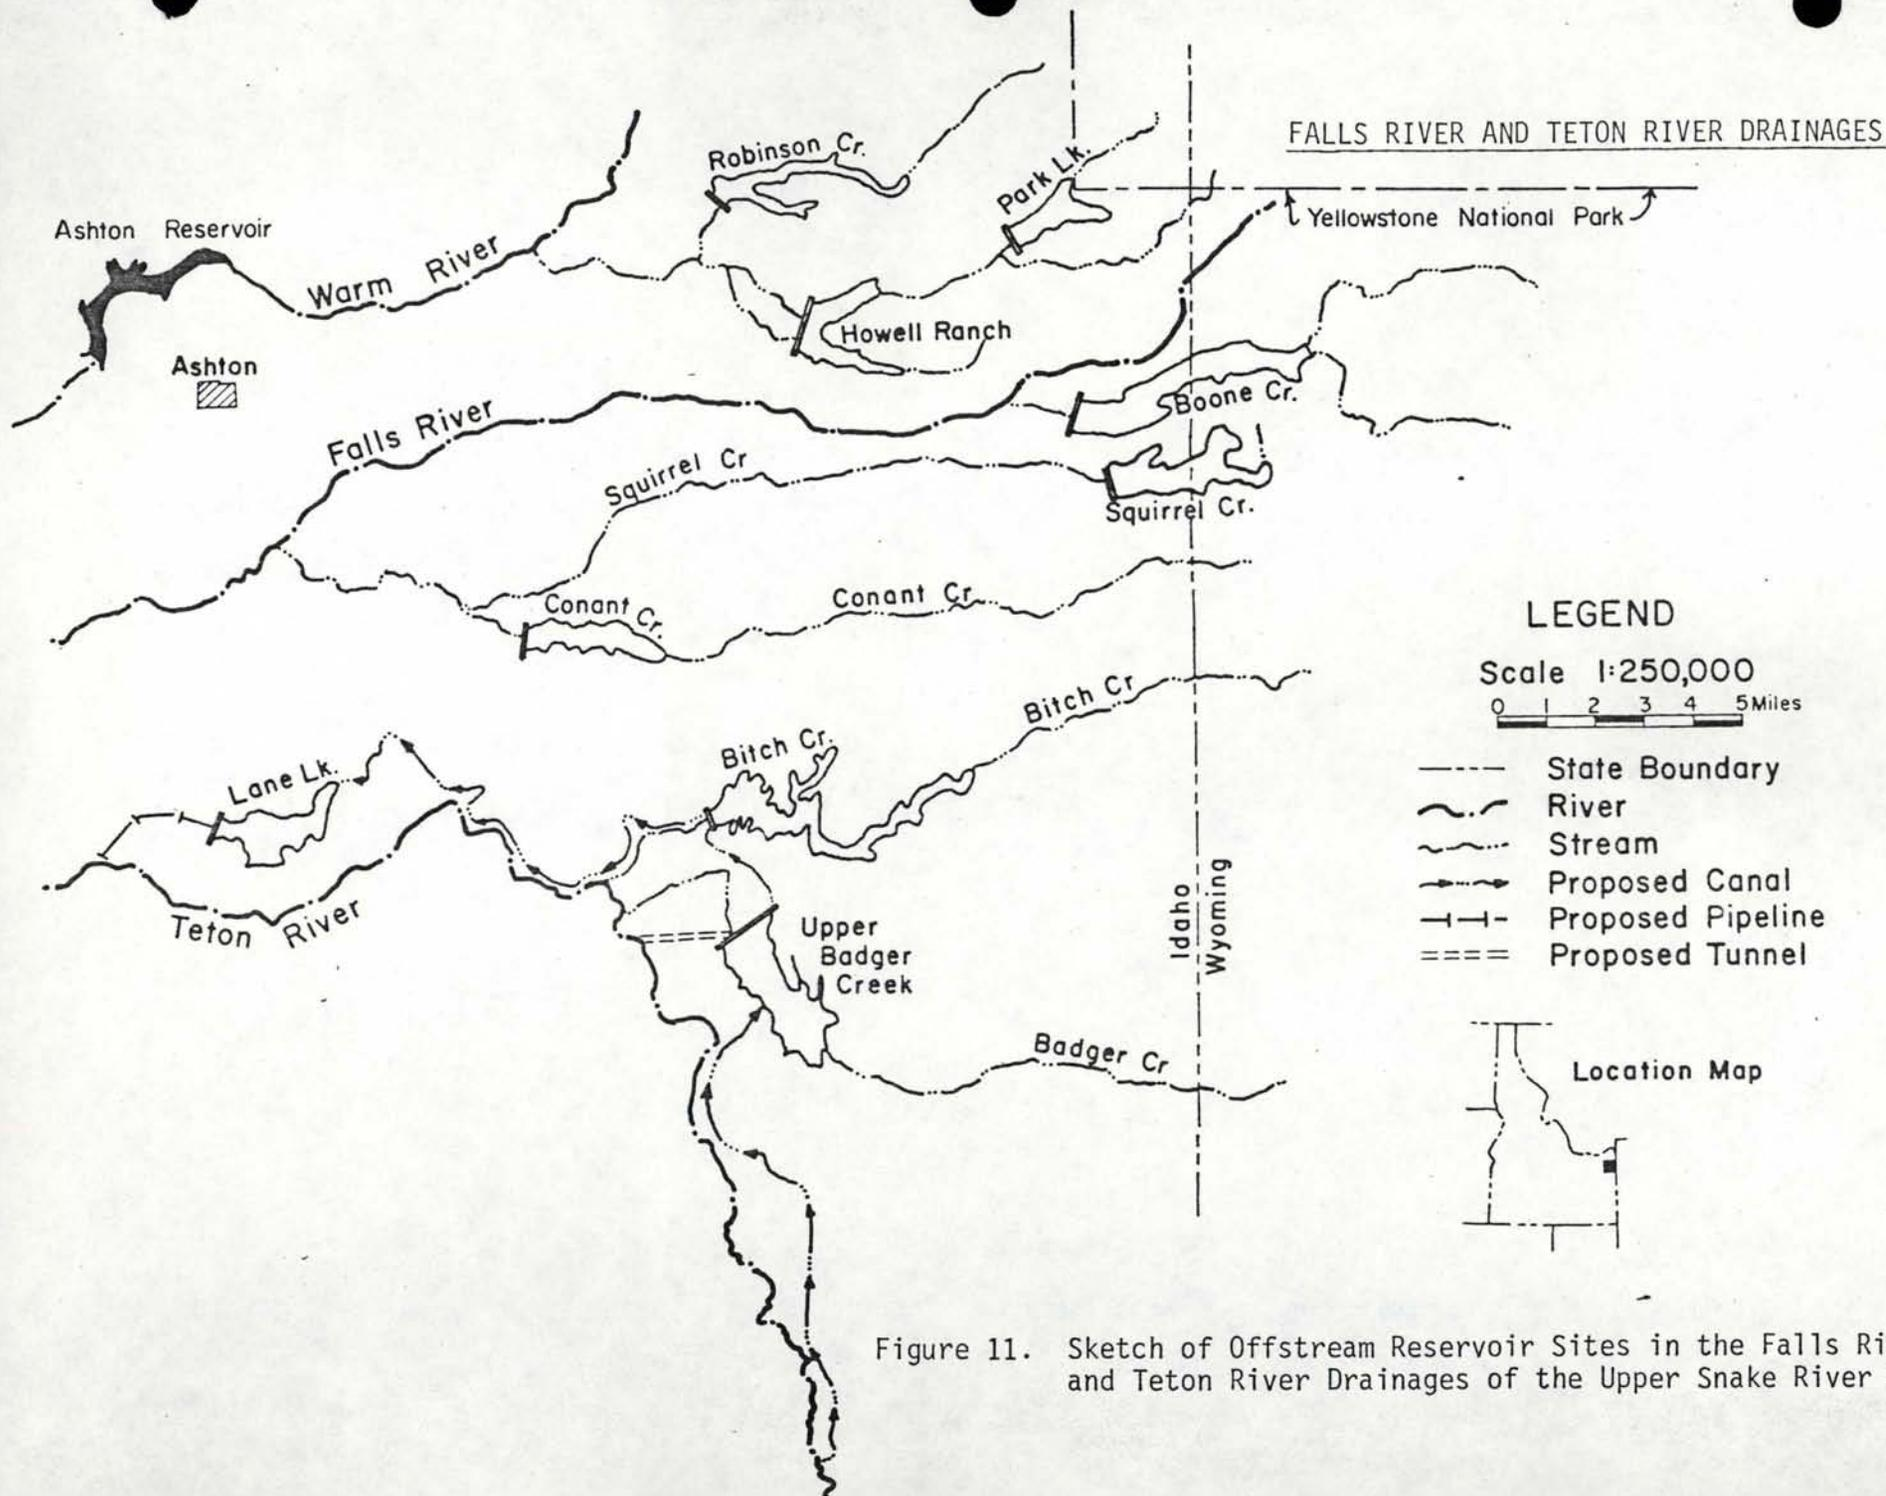 FALLS RIVER AND TETON RIVER DRAINAGES
Robinson Cr.
Park Lk.
Yellowstone National Park
Ashton Reservoir
Warm River
Howell Ranch
Ashton
Boone Cr.
Falls River
Squirrel Cr
Squirrel Cr.
Conant Cr.
Conant Cr
Bitch Cr
Bitch Cr.
Lane Lk.
Teton River
Upper
Badger
Creek
Idaho
Wyoming
Badger Cr
LEGEND
Scale 1:250,000
0 1 2 3 4 5 Miles
State Boundary
River
Stream
Proposed Canal
Proposed Pipeline
Proposed Tunnel
Location Map
Figure 11. Sketch of Offstream Reservoir Sites in the Falls Ri
and Teton River Drainages of the Upper Snake River